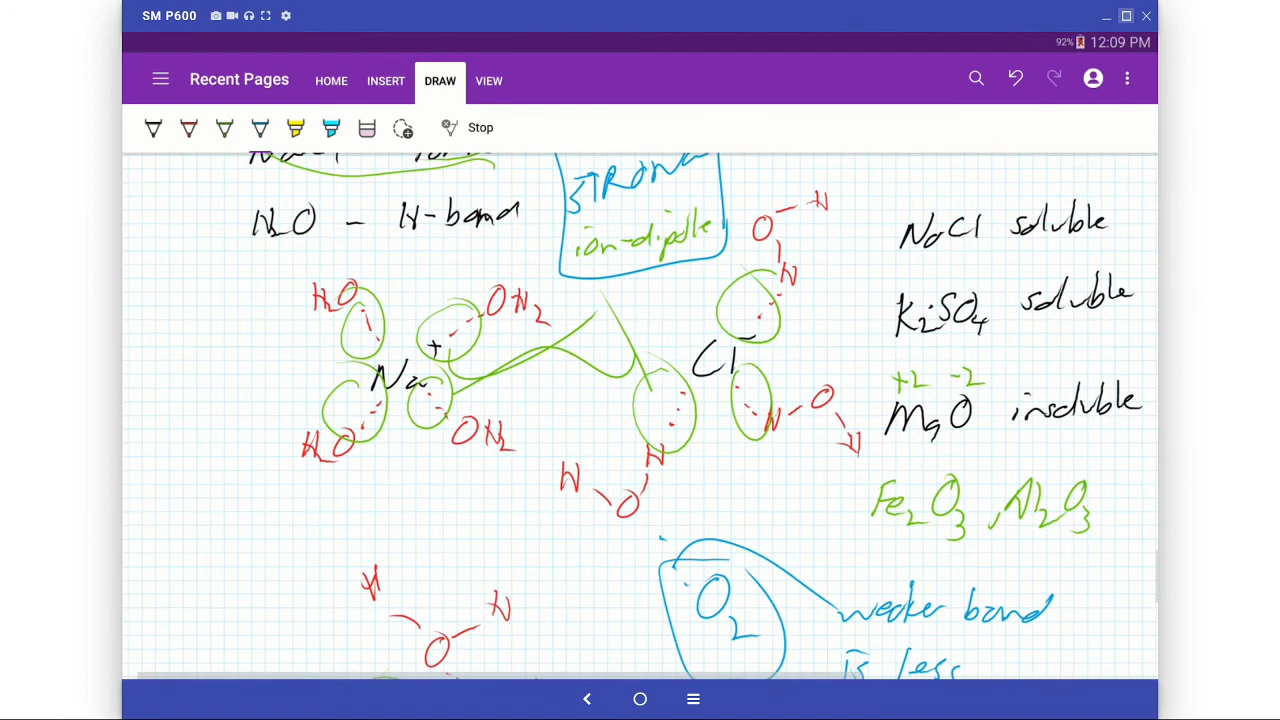 SM P600
92% 12:09 PM
Recent Pages HOME INSERT DRAW VIEW
Stop
STRONG
ion-dipole
H2O - H-bond
NaCl soluble
K2SO4 soluble
+2 -2
MgO insoluble
Fe2O3, Al2O3
H2O
OH2
+
Na
H2O
OH2
O - H
H
Cl -
H - O
H
H
H
O
H
H
O
O2
weaker bond
is less